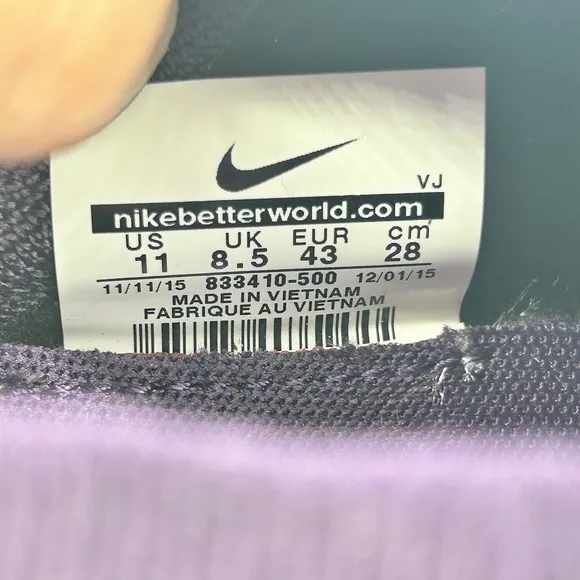 VJ
nikebetterworld.com
US UK EUR cm
11 8.5 43 28
11/11/15 833410-500 12/01/15
MADE IN VIETNAM
FABRIQUE AU VIETNAM